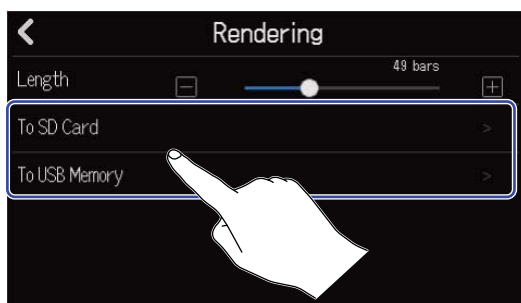 Rendering
49 bars
Length
To SD Card >
To USB Memory >